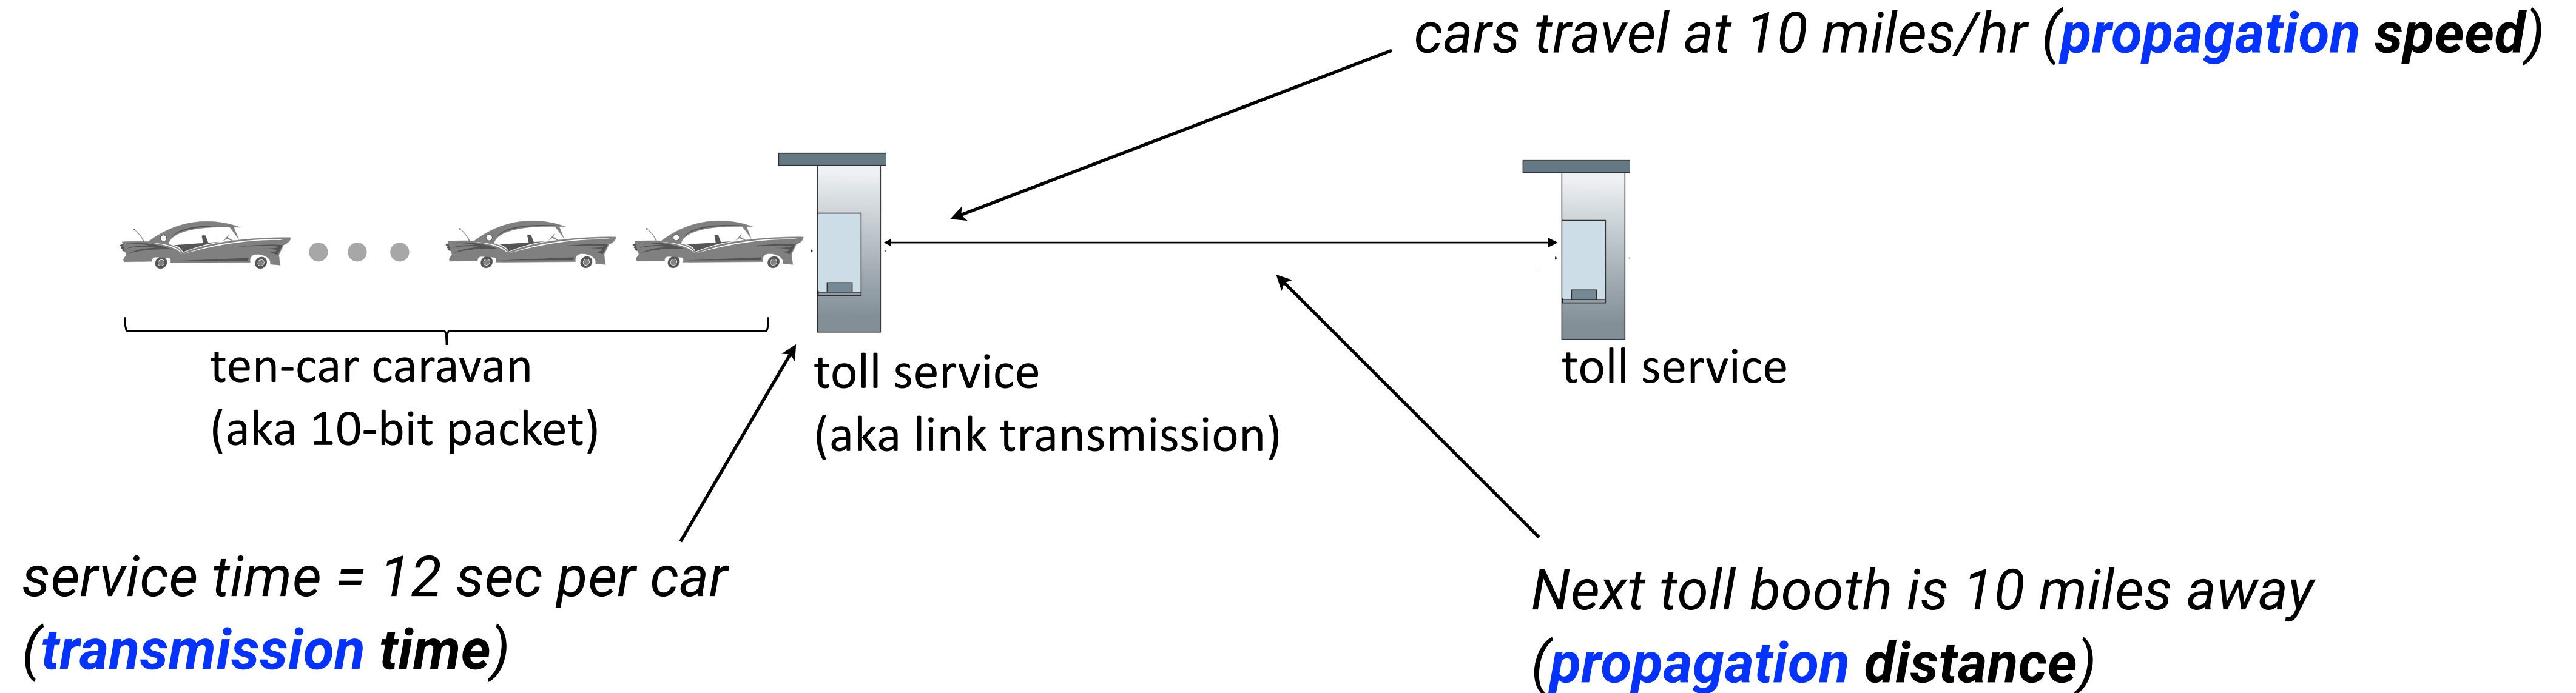 cars travel at 10 miles/hr (propagation speed)
ten-car caravan
(aka 10-bit packet)
toll service
(aka link transmission)
toll service
service time = 12 sec per car
(transmission time)
Next toll booth is 10 miles away
(propagation distance)